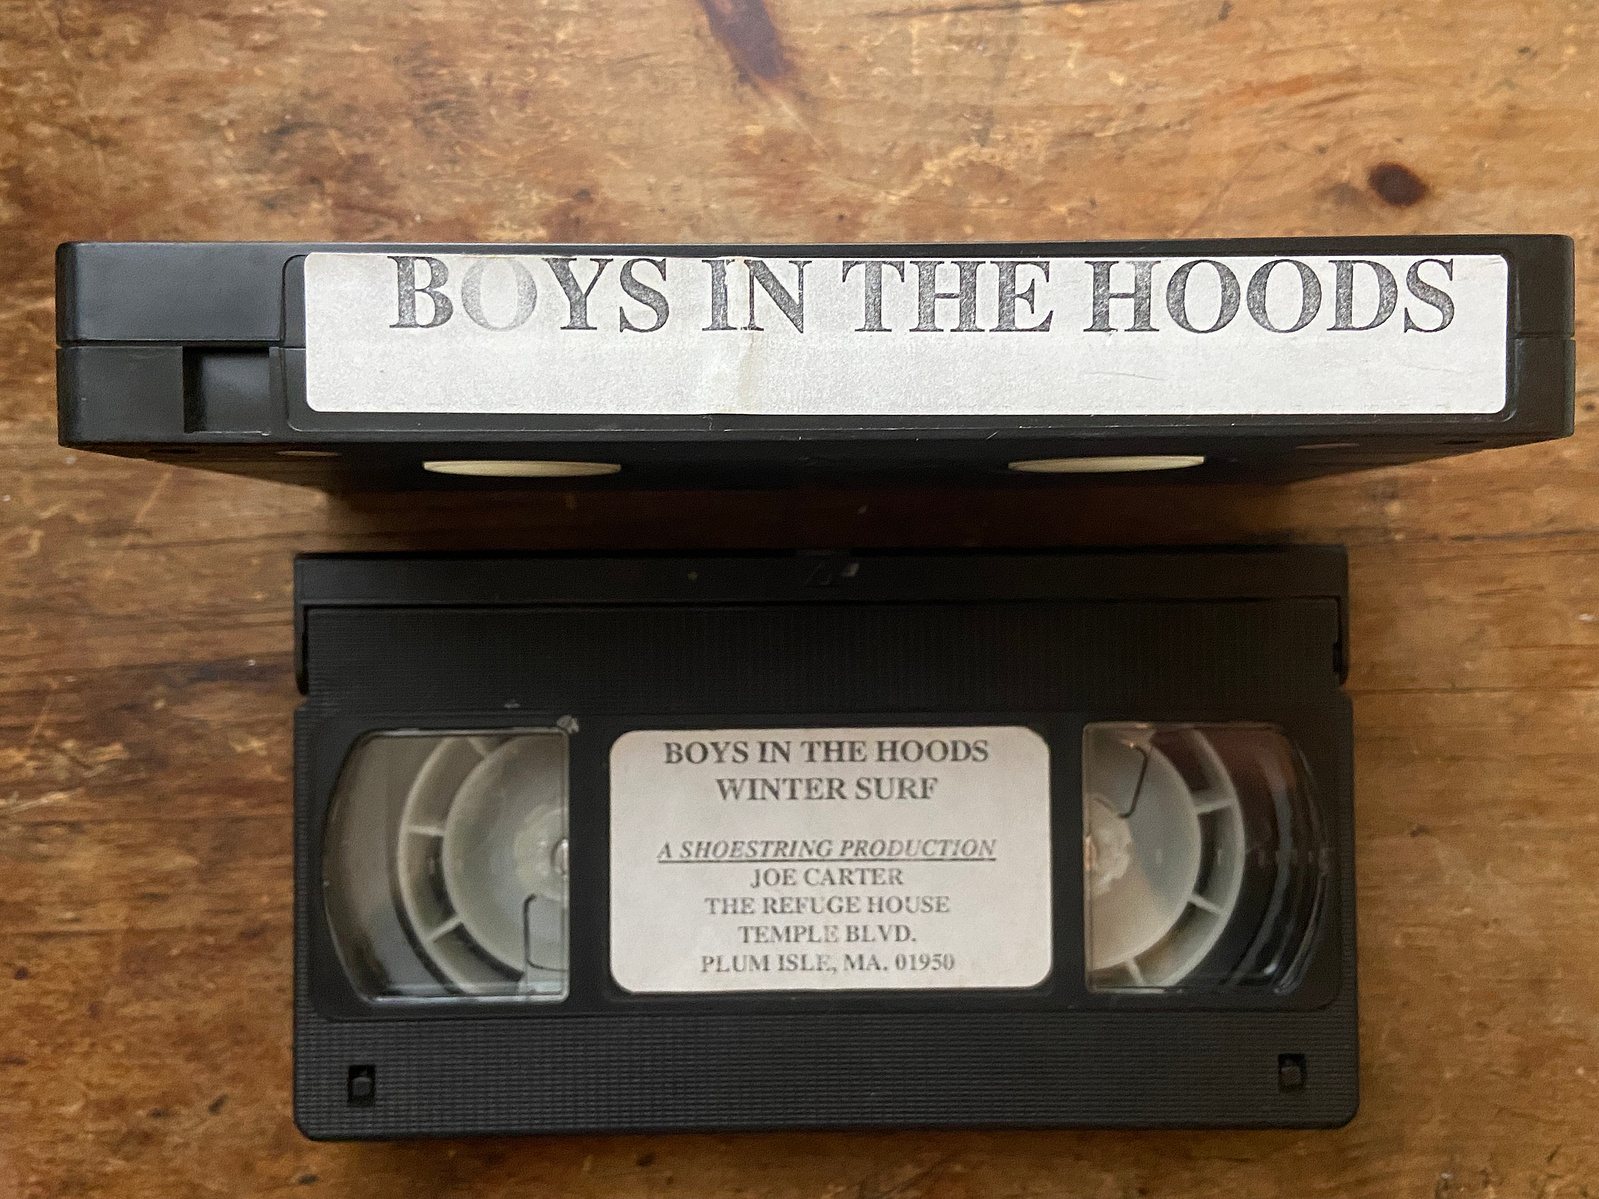 BOYS IN THE HOODS
BOYS IN THE HOODS
WINTER SURF
A SHOESTRING PRODUCTION
JOE CARTER
THE REFUGE HOUSE
TEMPLE BLVD.
PLUM ISLE, MA. 01950